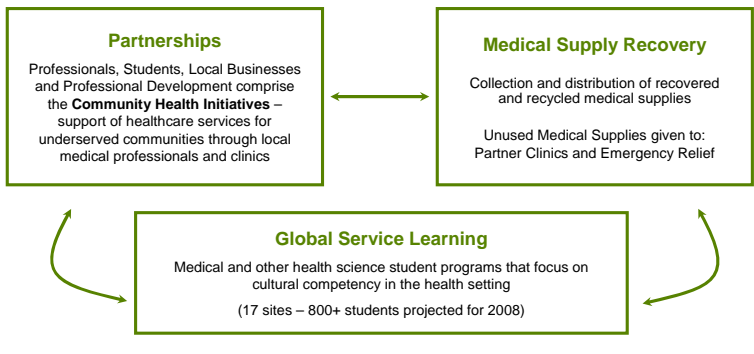 Partnerships
Professionals, Students, Local Businesses
and Professional Development comprise
the Community Health Initiatives –
support of healthcare services for
underserved communities through local
medical professionals and clinics
Medical Supply Recovery
Collection and distribution of recovered
and recycled medical supplies
Unused Medical Supplies given to:
Partner Clinics and Emergency Relief
Global Service Learning
Medical and other health science student programs that focus on
cultural competency in the health setting
(17 sites – 800+ students projected for 2008)